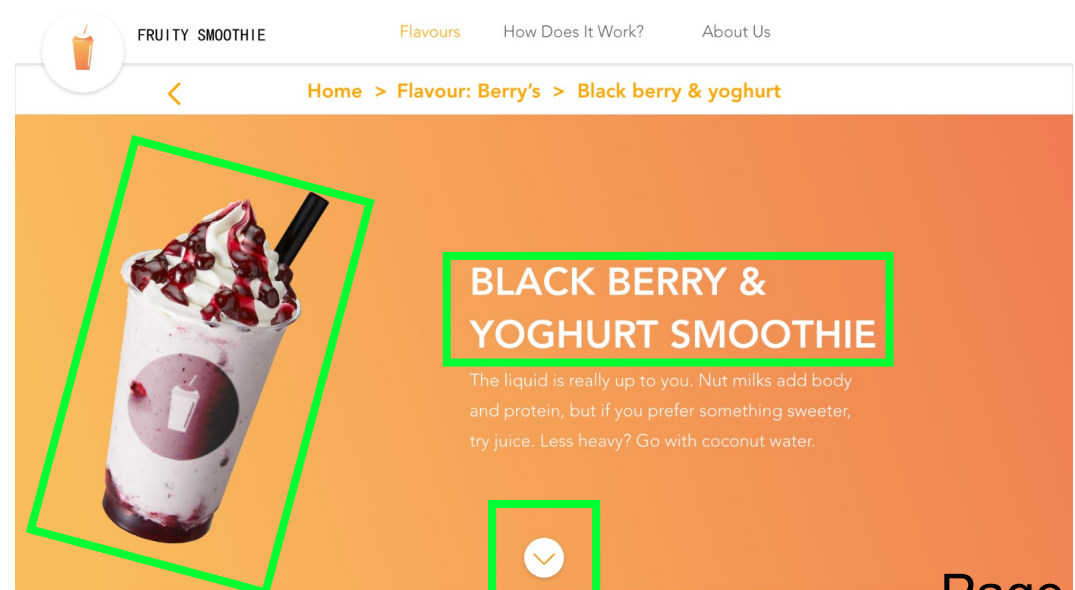 FRUITY SMOOTHIE
Flavours How Does It Work? About Us
Home > Flavour: Berry's > Black berry & yoghurt
BLACK BERRY &
YOGHURT SMOOTHIE
The liquid is really up to you. Nut milks add body
and protein, but if you prefer something sweeter,
try juice. Less heavy? Go with coconut water.
Page